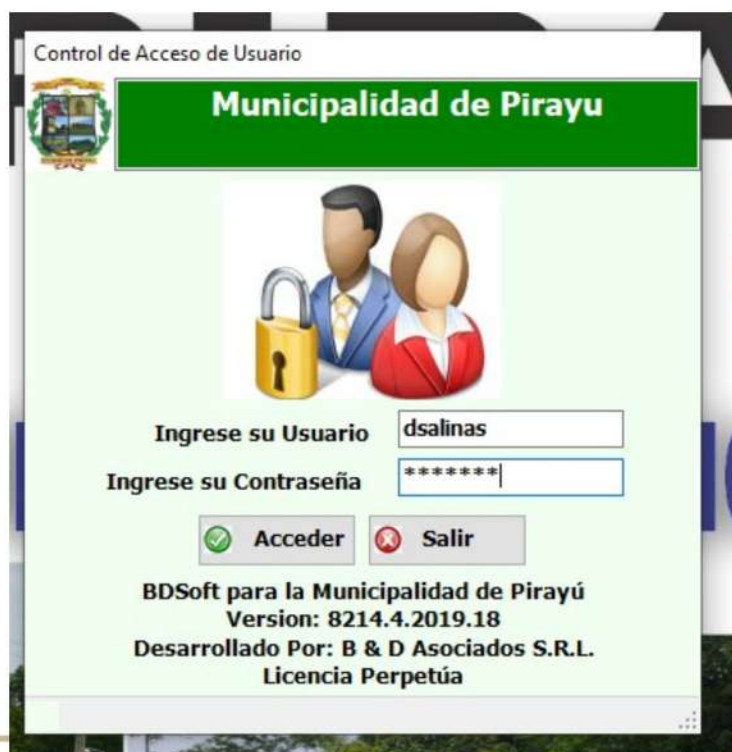 Control de Acceso de Usuario
Municipalidad de Pirayu
Ingrese su Usuario dsalinas
Ingrese su Contraseña *******
Acceder Salir
BDSoft para la Municipalidad de Pirayú
Version: 8214.4.2019.18
Desarrollado Por: B & D Asociados S.R.L.
Licencia Perpetúa